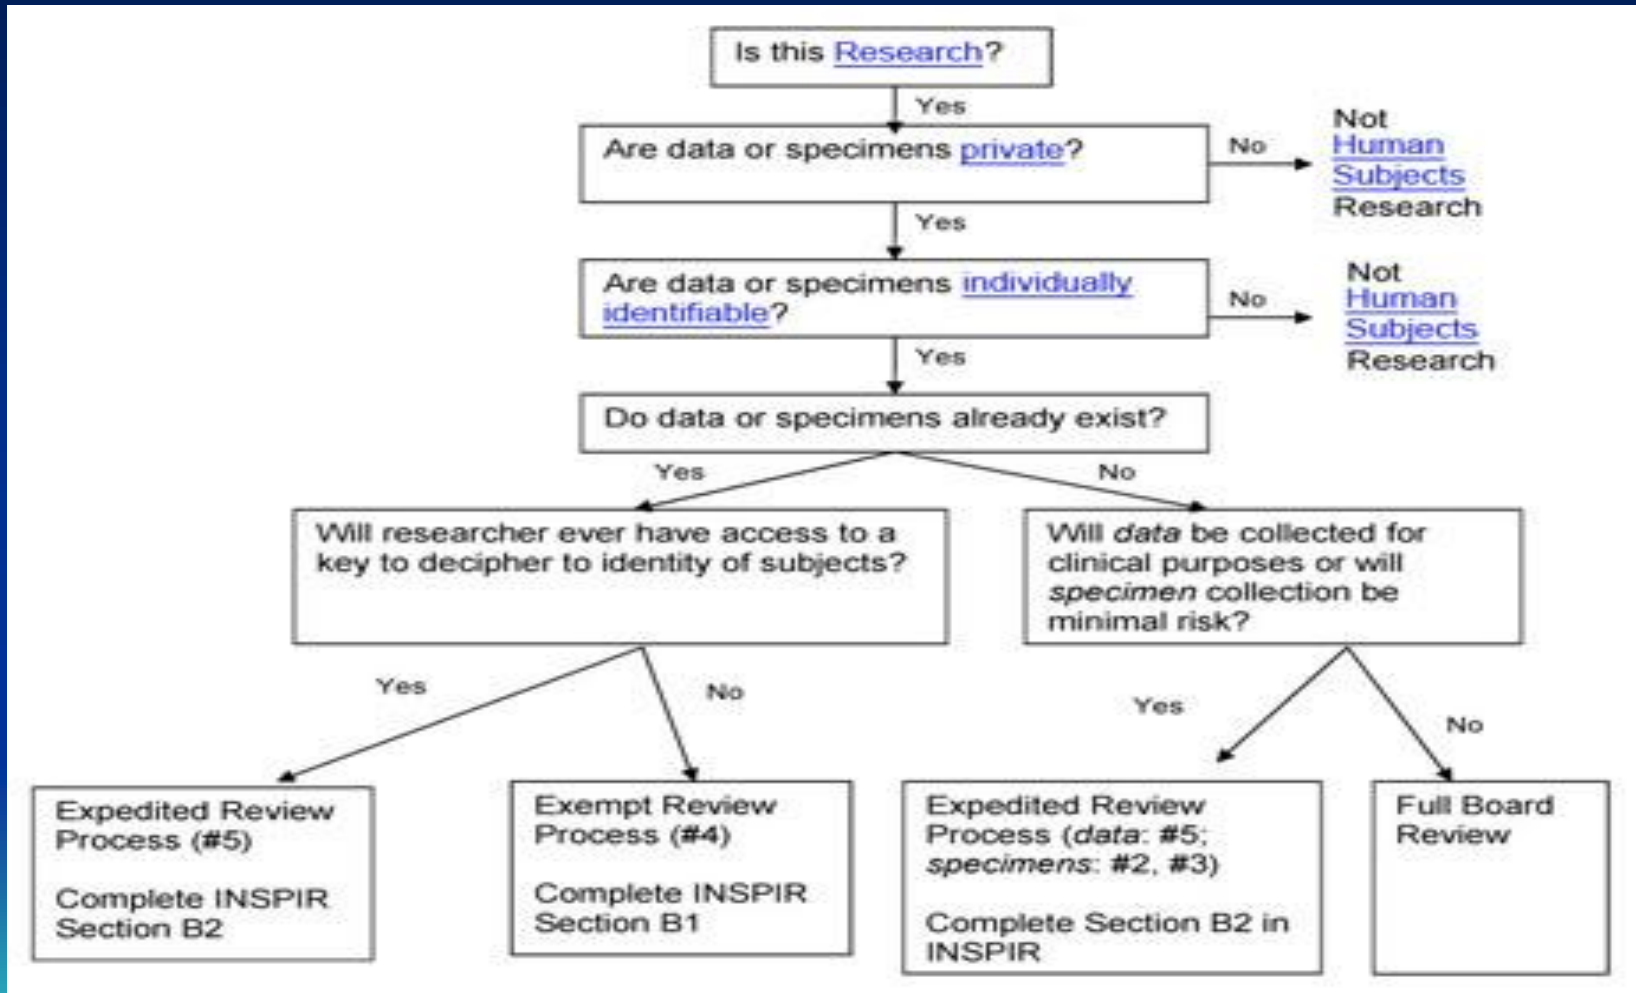 Is this Research?
Yes
Are data or specimens private?
No
Not
Human
Subjects
Research
Yes
Are data or specimens individually
identifiable?
No
Not
Human
Subjects
Research
Yes
Do data or specimens already exist?
Yes
No
Will researcher ever have access to a
key to decipher to identity of subjects?
Will data be collected for
clinical purposes or will
specimen collection be
minimal risk?
Yes
No
Yes
No
Expedited Review
Process (#5)
Complete INSPIR
Section B2
Exempt Review
Process (#4)
Complete INSPIR
Section B1
Expedited Review
Process (data: #5;
specimens: #2, #3)
Complete Section B2 in
INSPIR
Full Board
Review